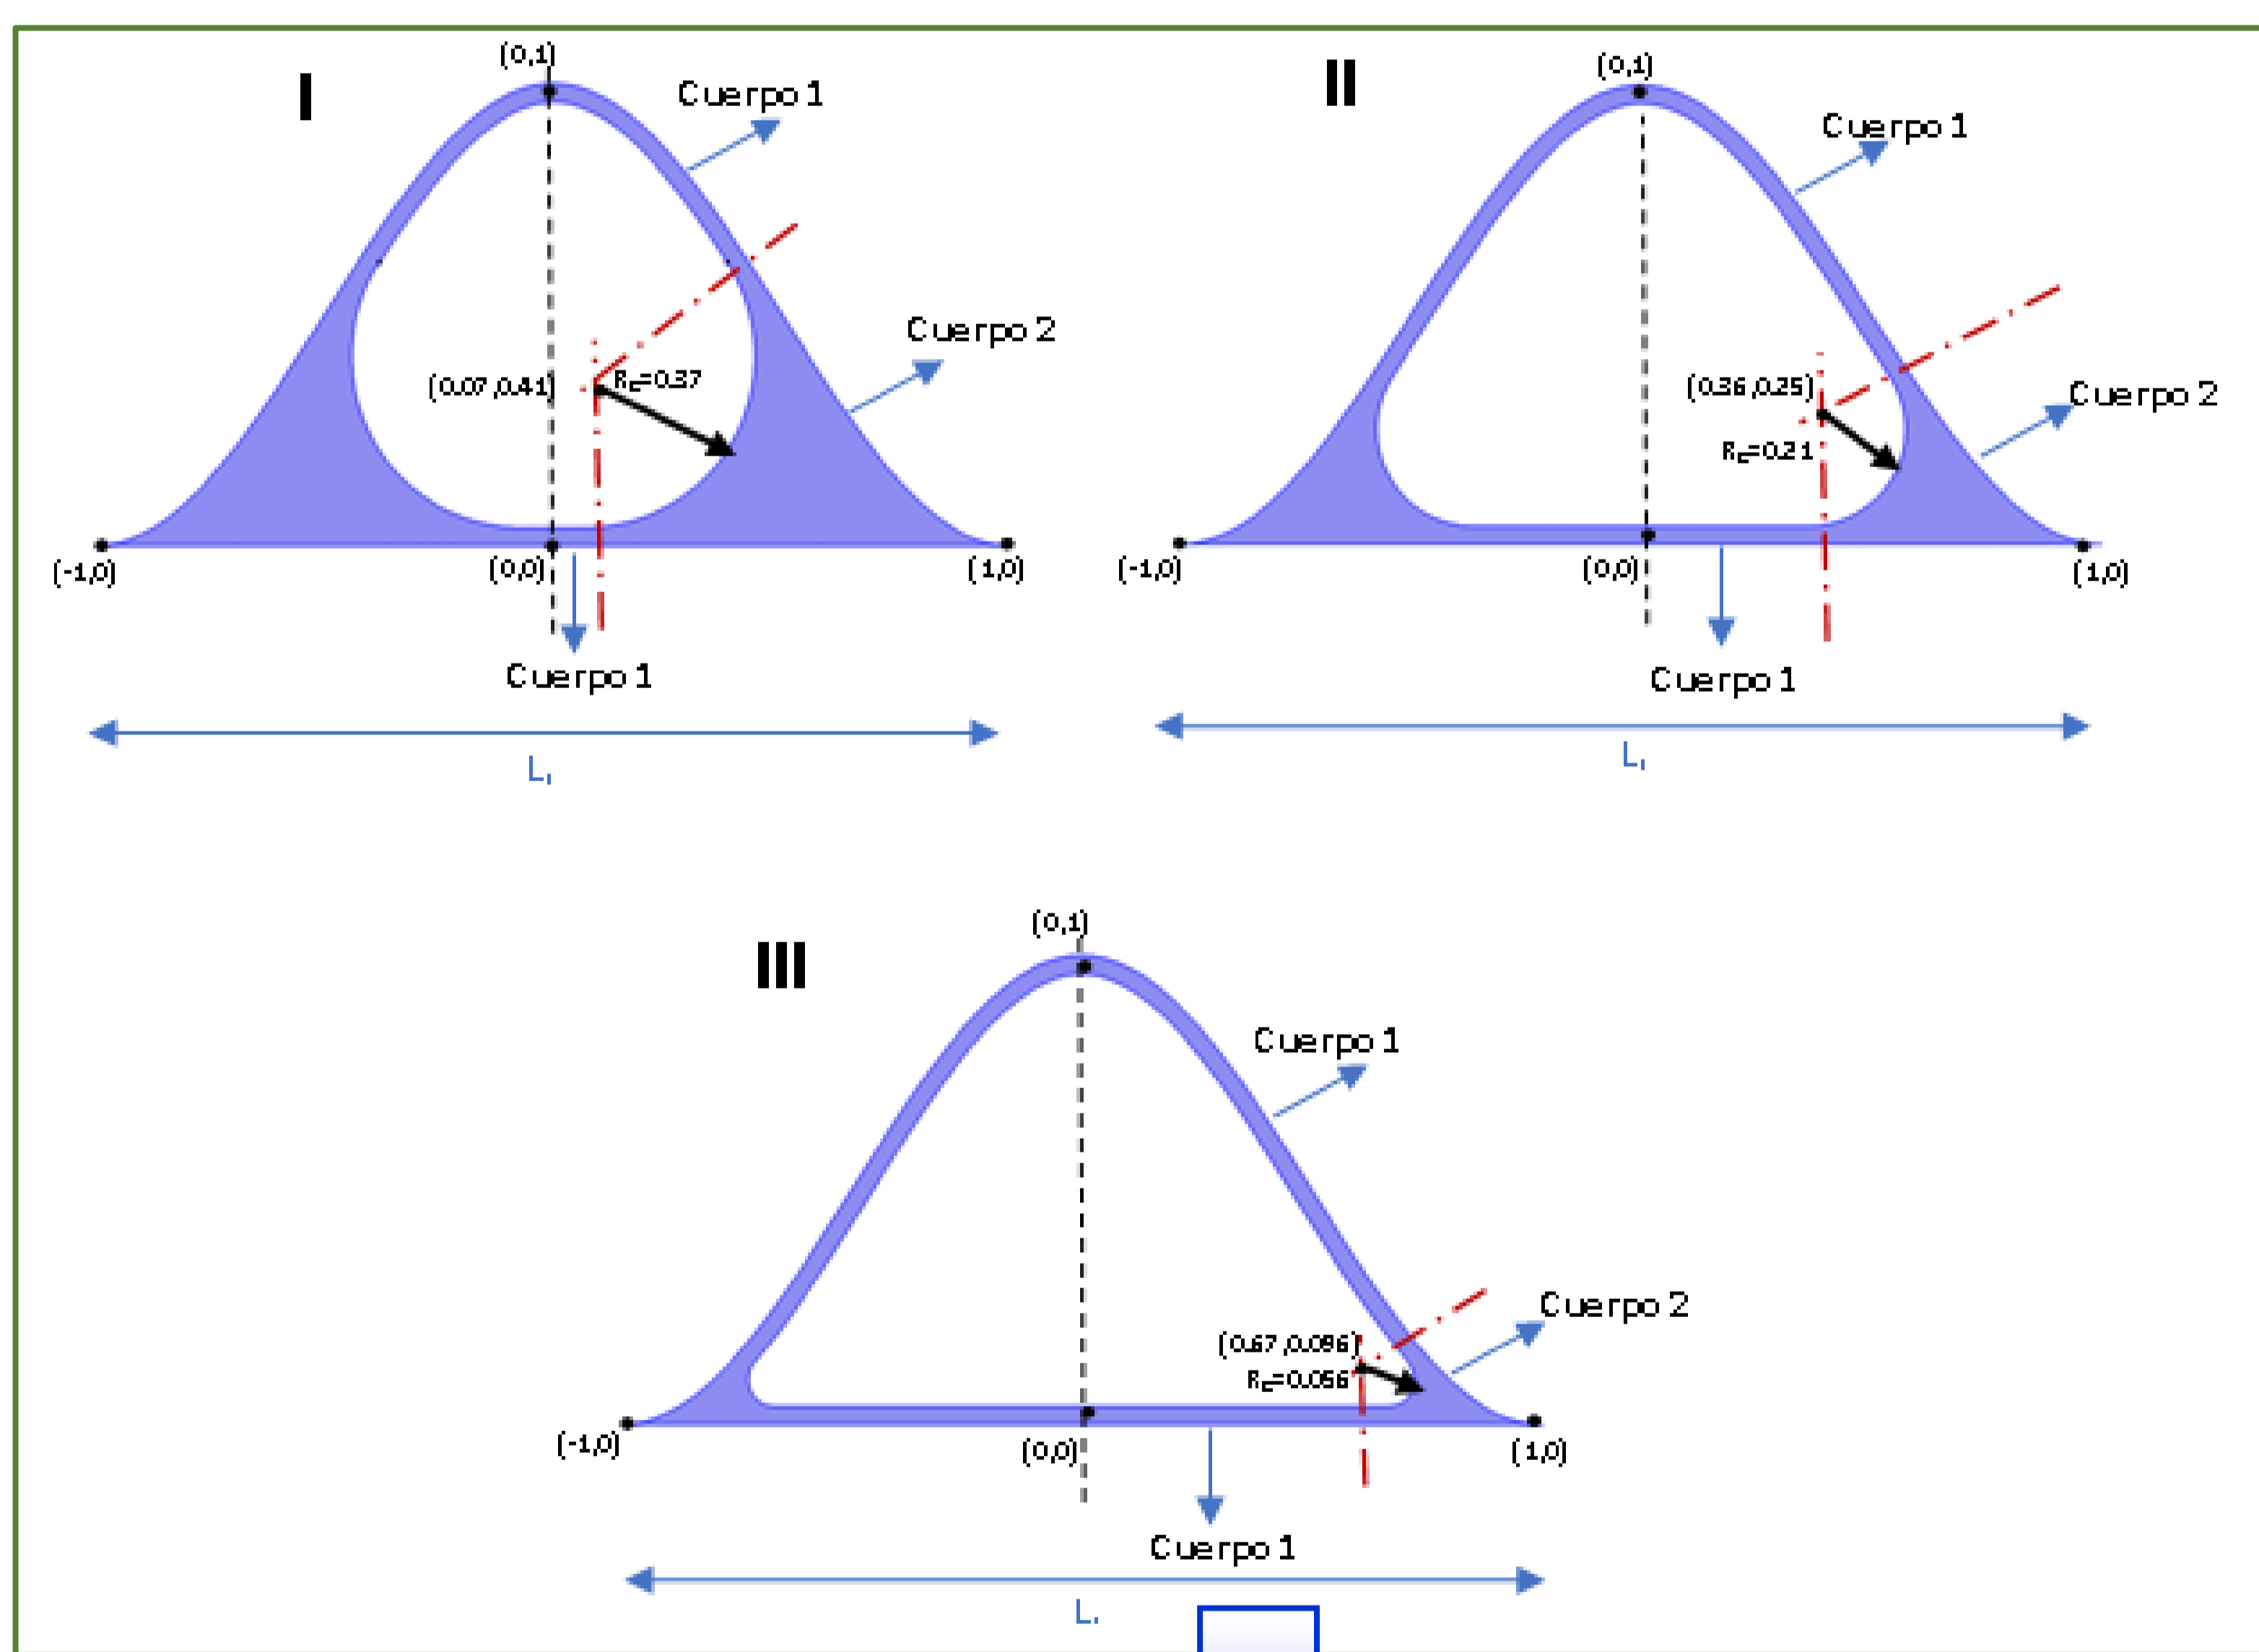 I
(0,1)
Cuerpo 1
Cuerpo 2
(0.07,0.41)
Rc=0.37
(-1,0)
(0,0)
(1,0)
Cuerpo 1
L
II
(0,1)
Cuerpo 1
(0.36,0.25)
Cuerpo 2
Rc=0.21
(-1,0)
(0,0)
(1,0)
Cuerpo 1
L
III
(0,1)
Cuerpo 1
Cuerpo 2
(0.67,0.096)
Rc=0.056
(-1,0)
(0,0)
(1,0)
Cuerpo 1
L